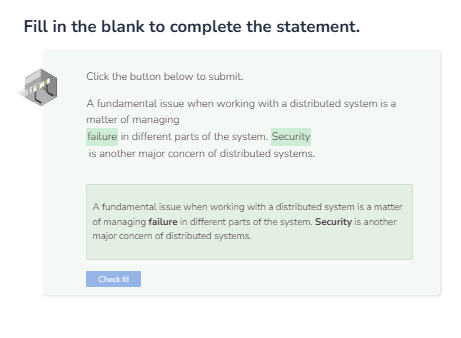 Fill in the blank to complete the statement.
Click the button below to submit.
A fundamental issue when working with a distributed system is a
matter of managing
failure in different parts of the system. Security
is another major concern of distributed systems.
A fundamental issue when working with a distributed system is a matter
of managing failure in different parts of the system. Security is another
major concern of distributed systems.
Check It!